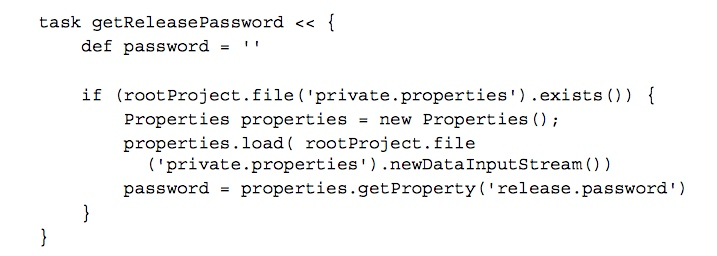 task getReleasePassword << {
    def password = ''

    if (rootProject.file('private.properties').exists()) {
        Properties properties = new Properties();
        properties.load( rootProject.file
          ('private.properties').newDataInputStream())
        password = properties.getProperty('release.password')
    }
}